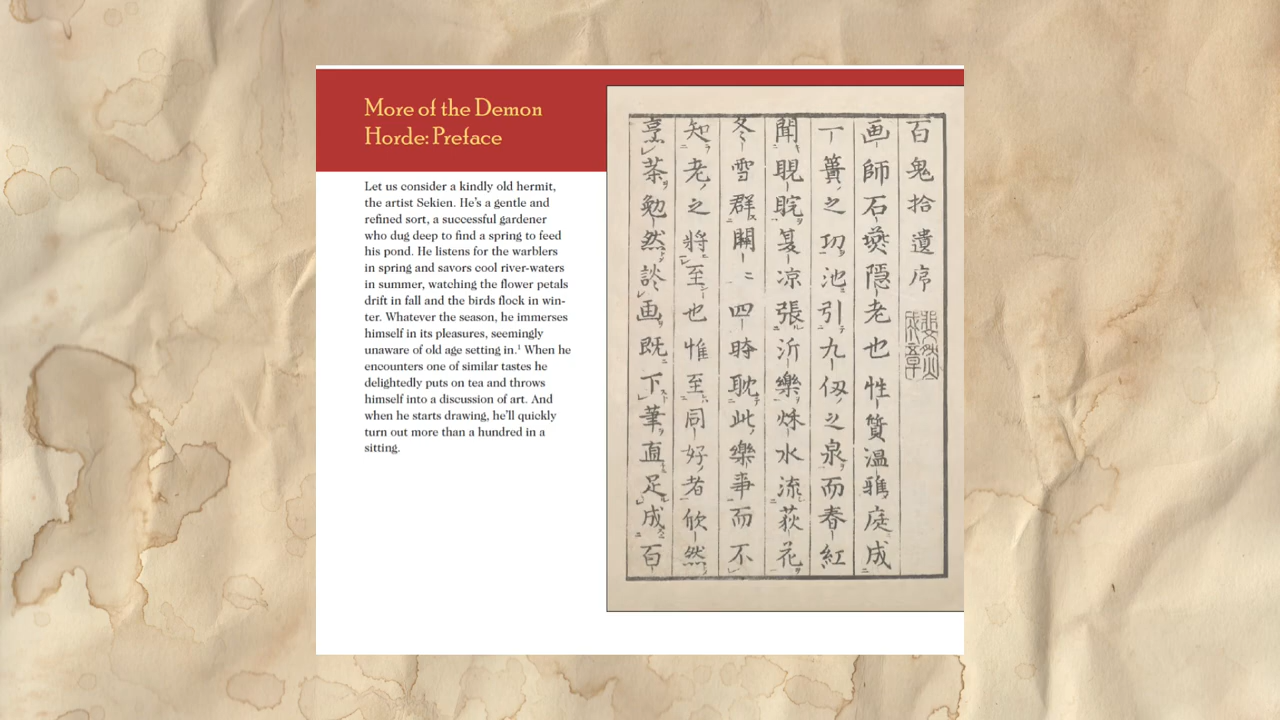 More of the Demon
Horde: Preface
Let us consider a kindly old hermit,
the artist Sekien. He's a gentle and
refined sort, a successful gardener
who dug deep to find a spring to feed
his pond. He listens for the warblers
in spring and savors cool river-waters
in summer, watching the flower petals
drift in fall and the birds flock in win-
ter. Whatever the season, he immerses
himself in its pleasures, seemingly
unaware of old age setting in.¹ When he
encounters one of similar tastes he
delightedly puts on tea and throws
himself into a discussion of art. And
when he starts drawing, he'll quickly
turn out more than a hundred in a
sitting.
百鬼拾遺序
画師石燕隱老也性質温雅庭成
一簣之功池引九仭之泉而春紅
聞睍睆夏凉張沂樂秌水流荻花
冬雪群四時耽此樂事而不
知老之將至也惟至同好者欣然
烹茶勉然談画既下筆直足成百